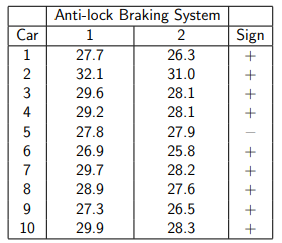 Anti-lock Braking System
Car 1 2 Sign
1 27.7 26.3 +
2 32.1 31.0 +
3 29.6 28.1 +
4 29.2 28.1 +
5 27.8 27.9 −
6 26.9 25.8 +
7 29.7 28.2 +
8 28.9 27.6 +
9 27.3 26.5 +
10 29.9 28.3 +